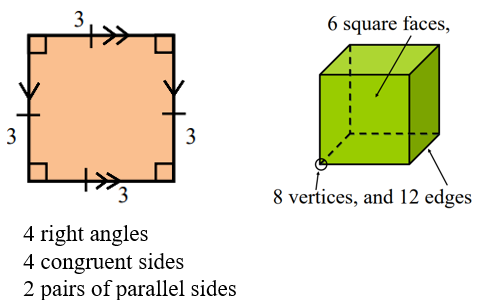 3
3
3
3
4 right angles
4 congruent sides
2 pairs of parallel sides
6 square faces,
8 vertices, and 12 edges